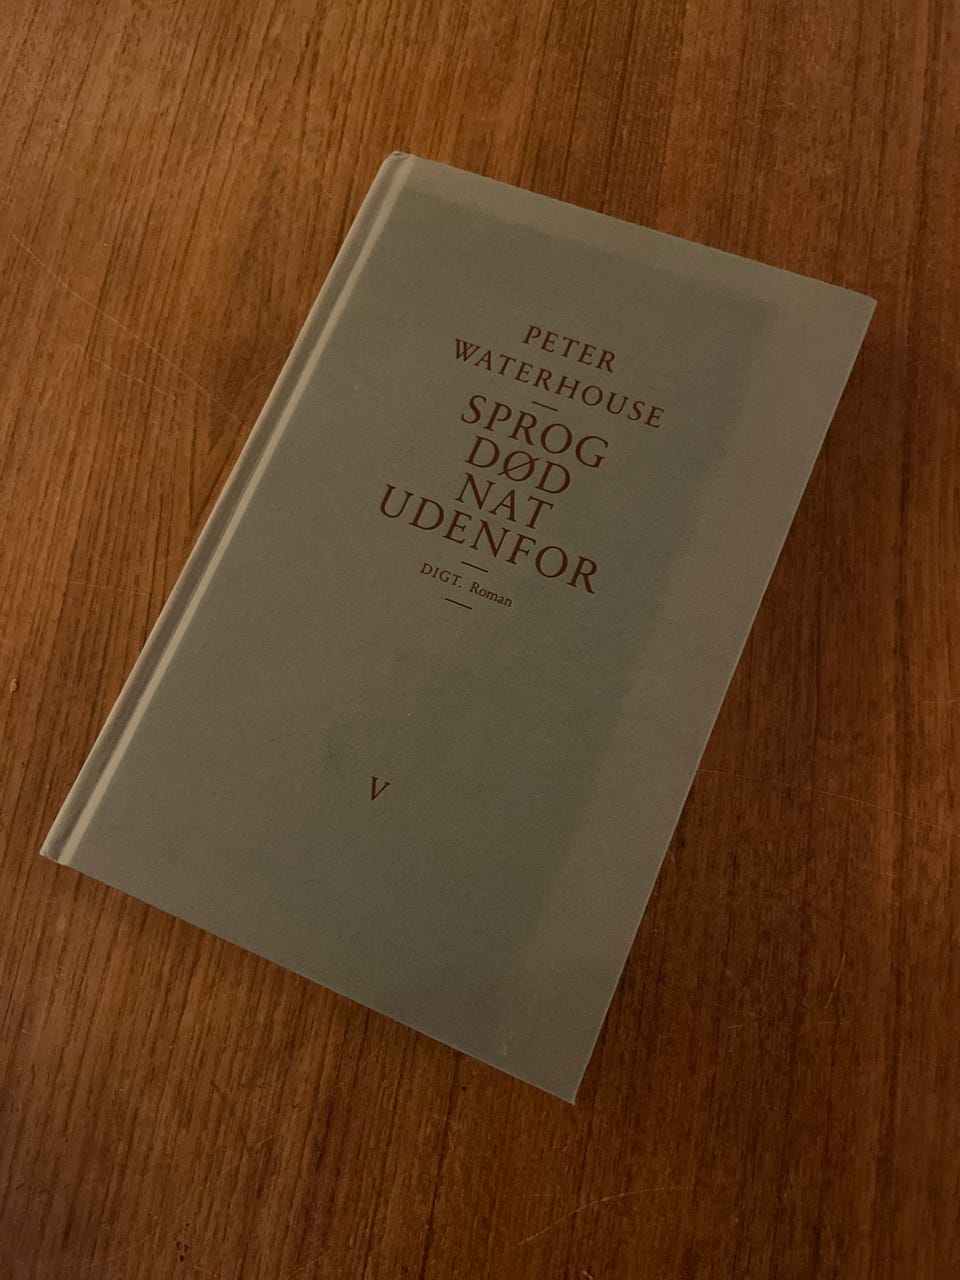 PETER
WATERHOUSE
SPROG
DØD
NAT
UDENFOR
DIGT. Roman
V